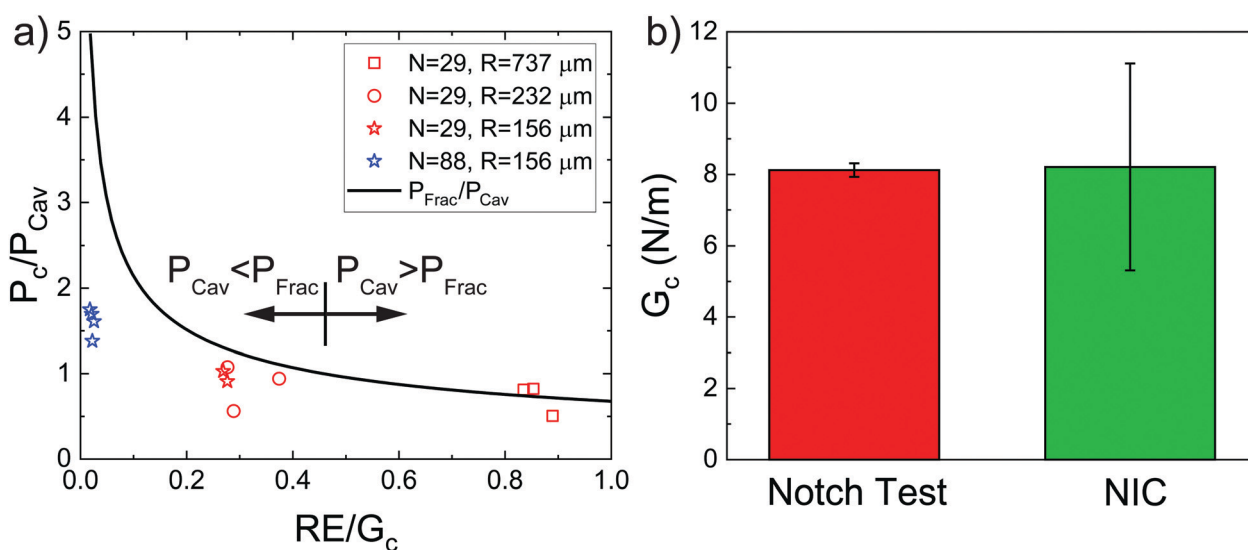 a)
5
4
3
2
1
0
P_c/P_Cav
N=29, R=737 μm
N=29, R=232 μm
N=29, R=156 μm
N=88, R=156 μm
P_Frac/P_Cav
P_Cav<P_Frac P_Cav>P_Frac
0.0 0.2 0.4 0.6 0.8 1.0
RE/G_c
b)
12
10
8
6
4
2
0
G_c (N/m)
Notch Test NIC